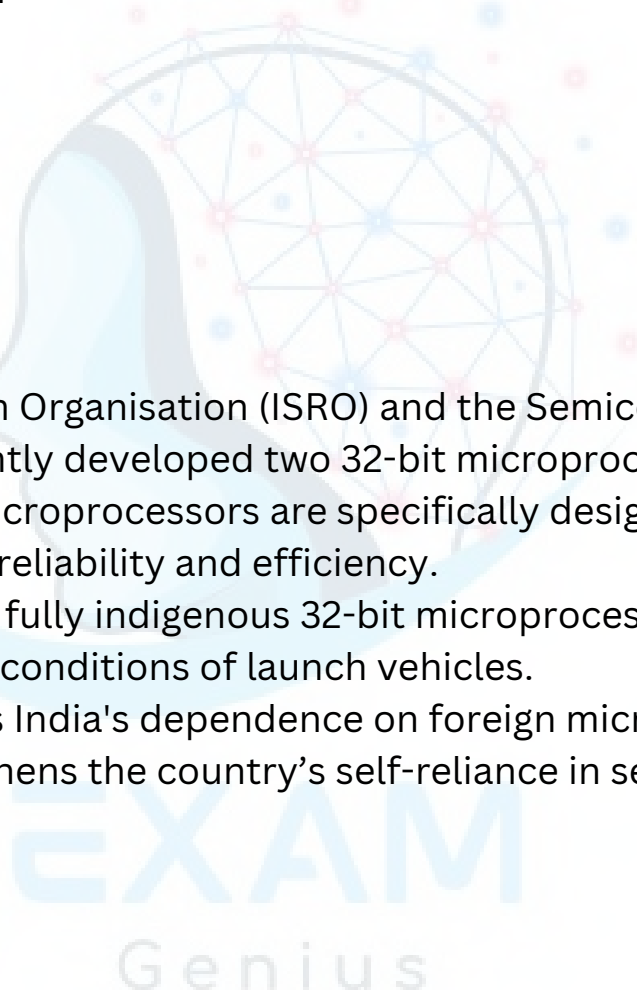 n Organisation (ISRO) and the Semic
ntly developed two 32-bit microproc
croprocessors are specifically desig
reliability and efficiency.
fully indigenous 32-bit microproces
conditions of launch vehicles.
s India's dependence on foreign micr
hens the country’s self-reliance in se
EXAM
Genius